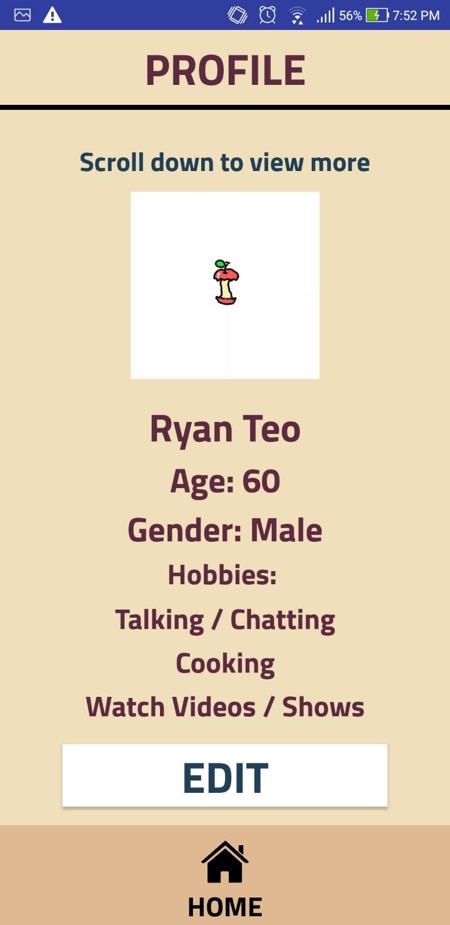 56% 7:52 PM
PROFILE
Scroll down to view more
Ryan Teo
Age: 60
Gender: Male
Hobbies:
Talking / Chatting
Cooking
Watch Videos / Shows
EDIT
HOME